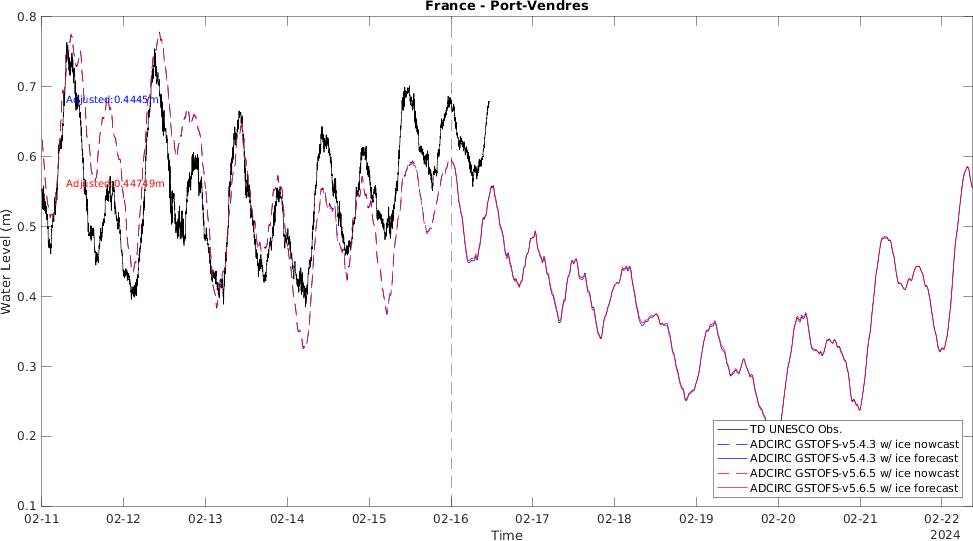 France - Port-Vendres
0.8
0.7
0.6
0.5
0.4
0.3
0.2
0.1
Water Level (m)
Adjusted:0.4445m
Adjusted:0.44749m
TD UNESCO Obs.
ADCIRC GSTOFS-v5.4.3 w/ ice nowcast
ADCIRC GSTOFS-v5.4.3 w/ ice forecast
ADCIRC GSTOFS-v5.6.5 w/ ice nowcast
ADCIRC GSTOFS-v5.6.5 w/ ice forecast
02-11 02-12 02-13 02-14 02-15 02-16 02-17 02-18 02-19 02-20 02-21 02-22
Time
2024